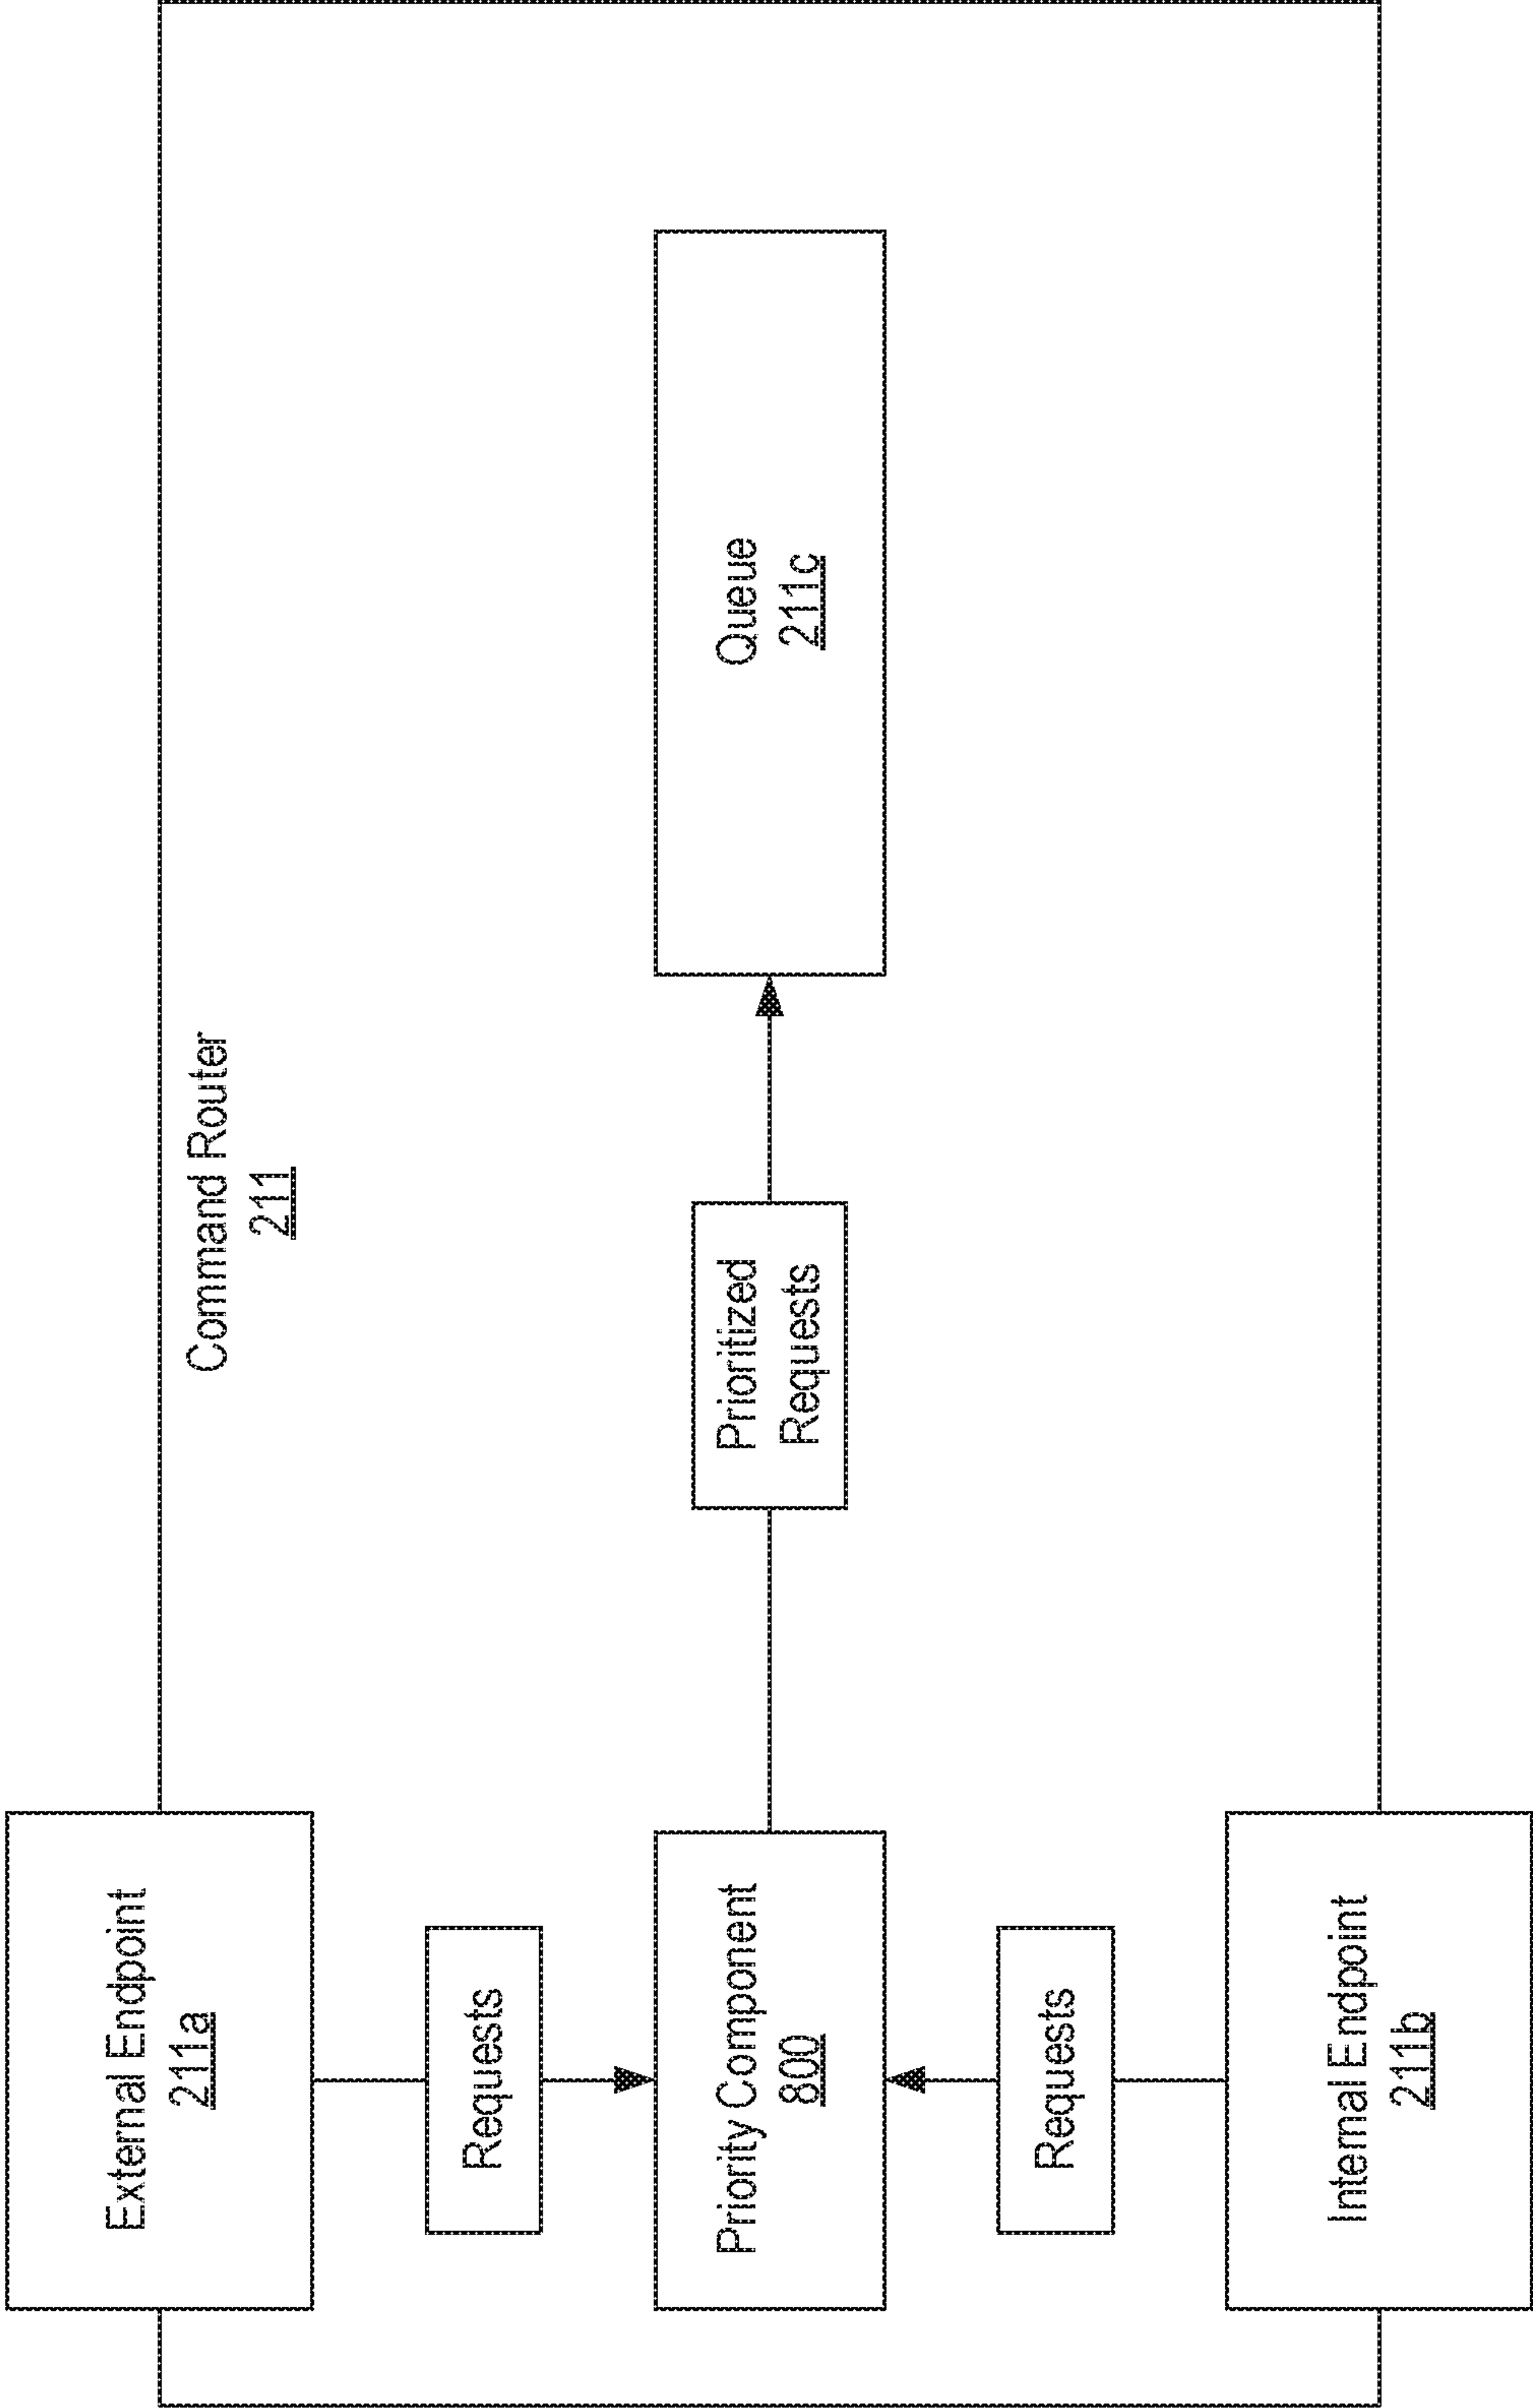 External Endpoint
211a
Command Router
211
Requests
Priority Component
800
Prioritized
Requests
Queue
211c
Requests
Internal Endpoint
211b